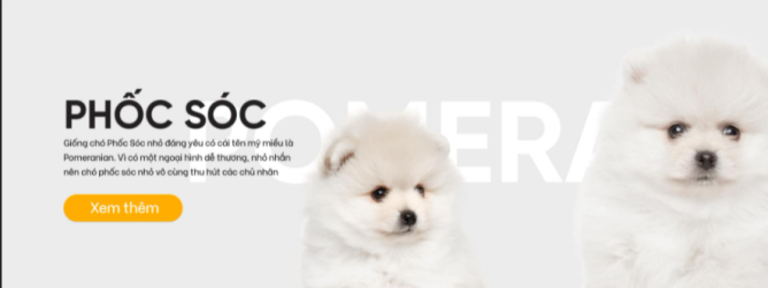 PHỐC SÓC
POMERA
Giống chó Phốc Sóc nhỏ đáng yêu có cái tên mỹ miều là
Pomeranian. Vì có một ngoại hình dễ thương, nhỏ nhắn
nên chó phốc sóc nhỏ vô cùng thu hút các chủ nhân
Xem thêm